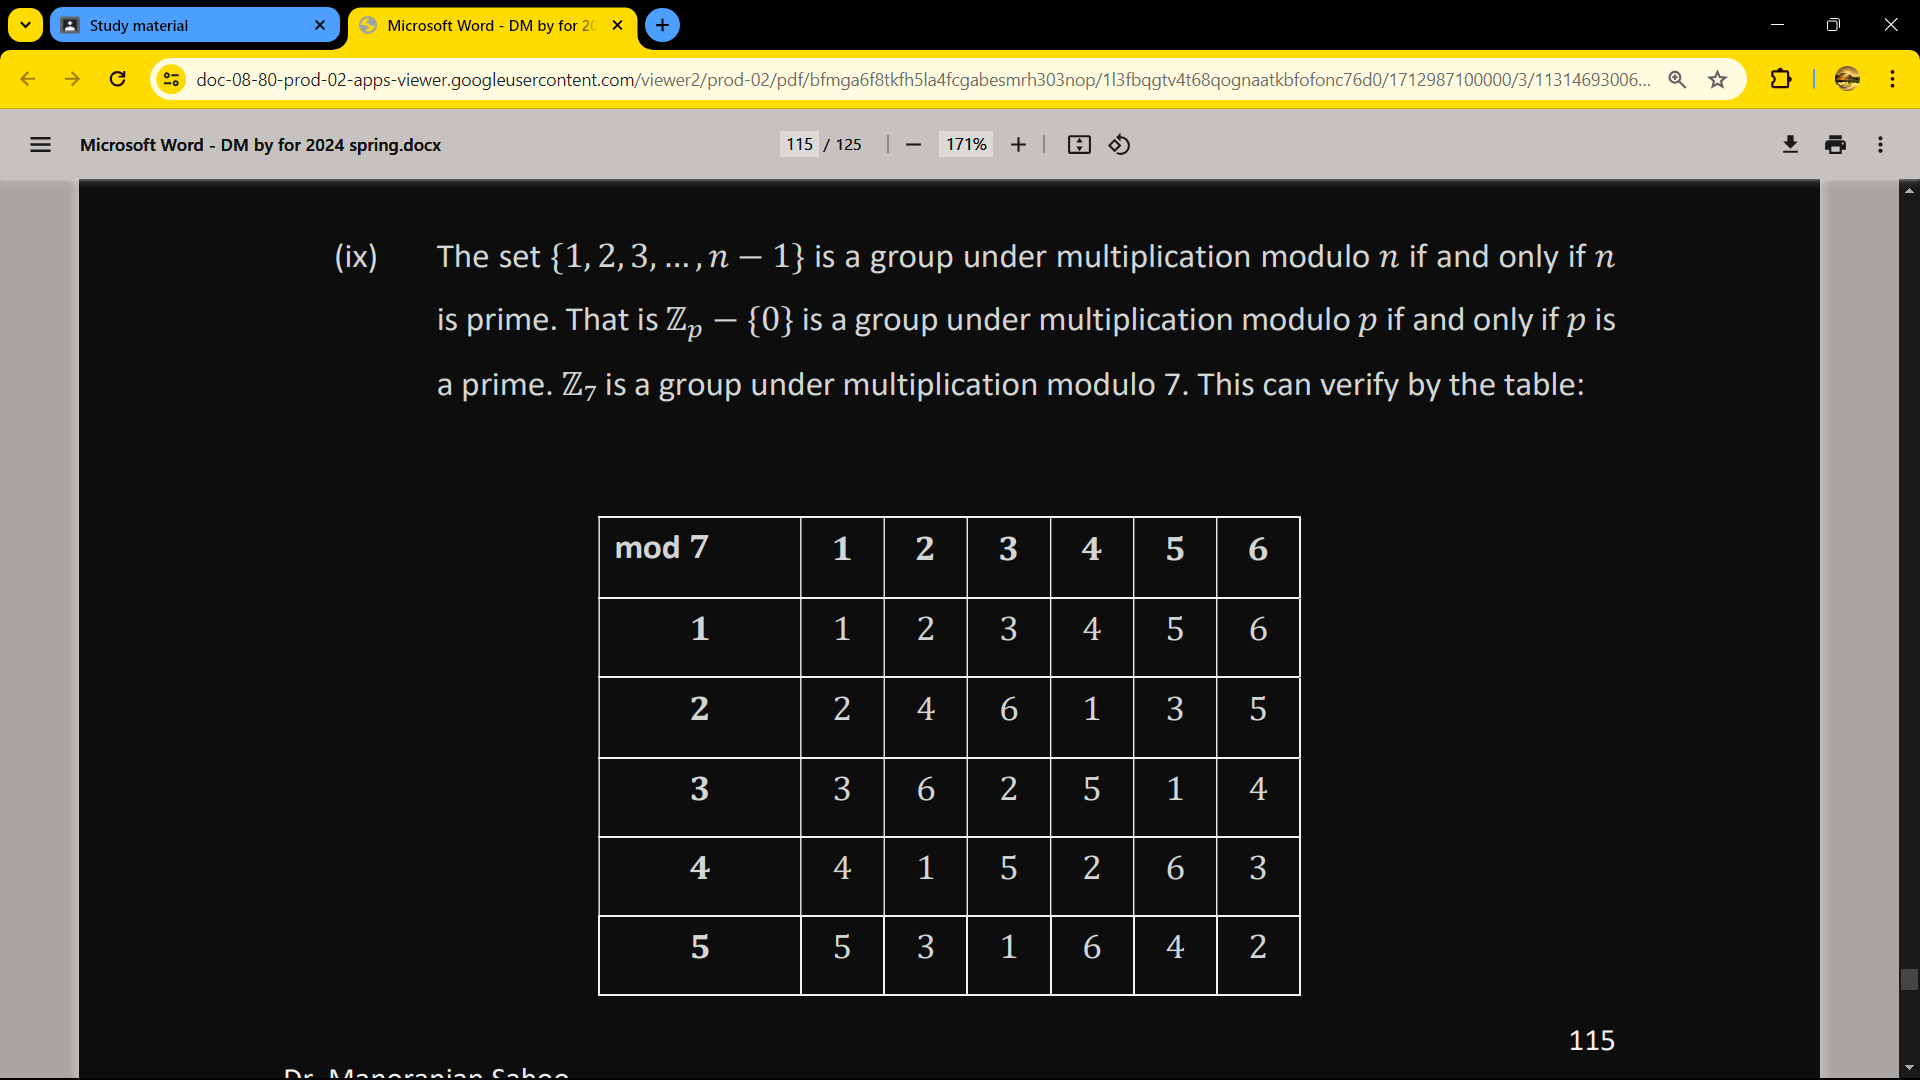 Study material
Microsoft Word - DM by for 20
doc-08-80-prod-02-apps-viewer.googleusercontent.com/viewer2/prod-02/pdf/bfmga6f8tkfh5la4fcgabesmrh303nop/1l3fbqgtv4t68qognaatkbfofonc76d0/1712987100000/3/11314693006...
Microsoft Word - DM by for 2024 spring.docx
115 / 125
171%
(ix) The set {1, 2, 3, … , n − 1} is a group under multiplication modulo n if and only if n
is prime. That is ℤₚ − {0} is a group under multiplication modulo p if and only if p is
a prime. ℤ₇ is a group under multiplication modulo 7. This can verify by the table:
mod 7 1 2 3 4 5 6
1 1 2 3 4 5 6
2 2 4 6 1 3 5
3 3 6 2 5 1 4
4 4 1 5 2 6 3
5 5 3 1 6 4 2
115
Dr. Manoranjan Sahoo